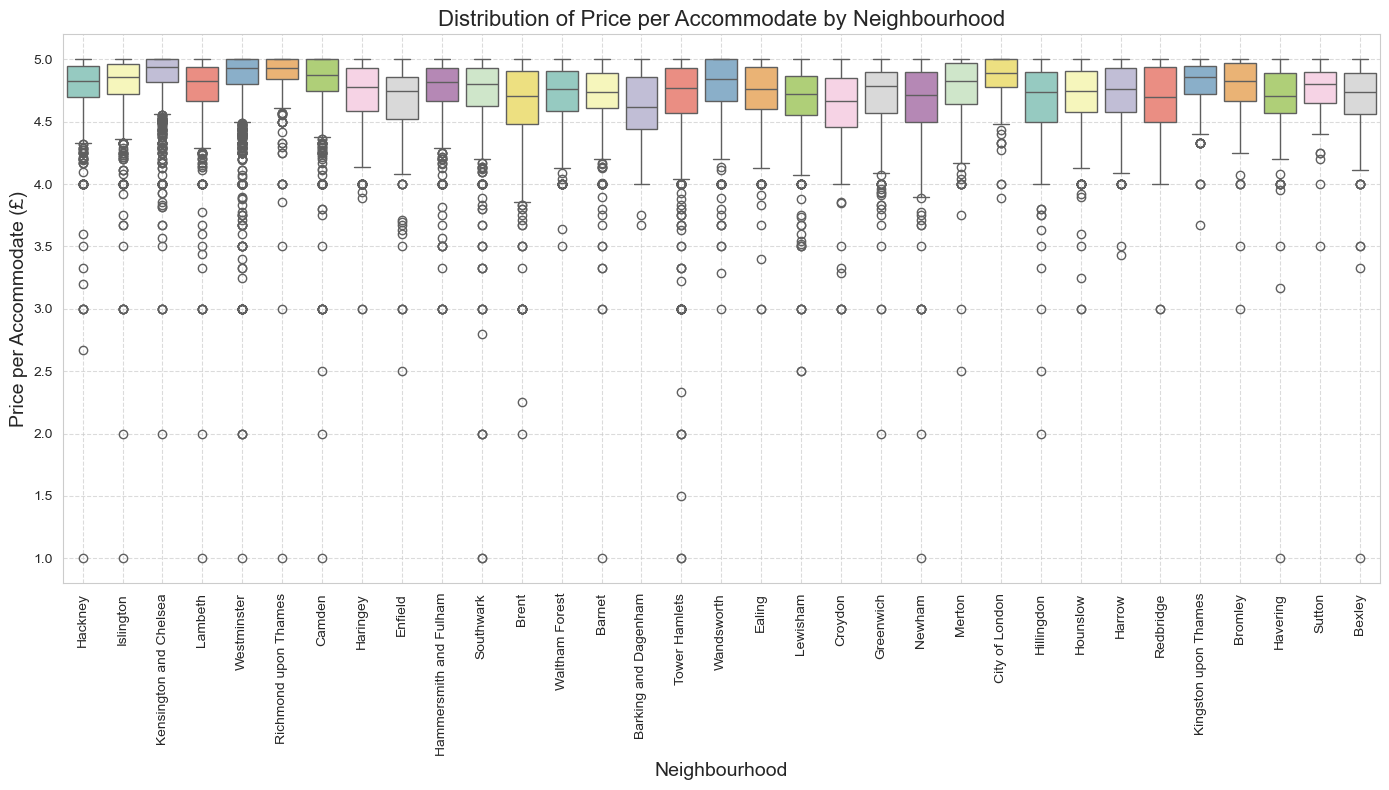 Distribution of Price per Accommodate by Neighbourhood
Price per Accommodate (£)
5.0
4.5
4.0
3.5
3.0
2.5
2.0
1.5
1.0
Hackney
Islington
Kensington and Chelsea
Lambeth
Westminster
Richmond upon Thames
Camden
Haringey
Enfield
Hammersmith and Fulham
Southwark
Brent
Waltham Forest
Barnet
Barking and Dagenham
Tower Hamlets
Wandsworth
Ealing
Lewisham
Croydon
Greenwich
Newham
Merton
City of London
Hillingdon
Hounslow
Harrow
Redbridge
Kingston upon Thames
Bromley
Havering
Sutton
Bexley
Neighbourhood